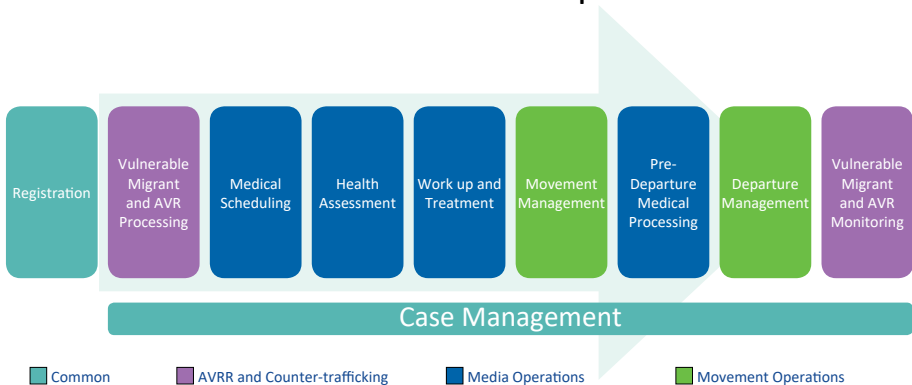 Registration
Vulnerable
Migrant
and AVR
Processing
Medical
Scheduling
Health
Assessment
Work up and
Treatment
Movement
Management
Pre-
Departure
Medical
Processing
Departure
Management
Vulnerable
Migrant
and AVR
Monitoring
Case Management
Common
AVRR and Counter-trafficking
Media Operations
Movement Operations